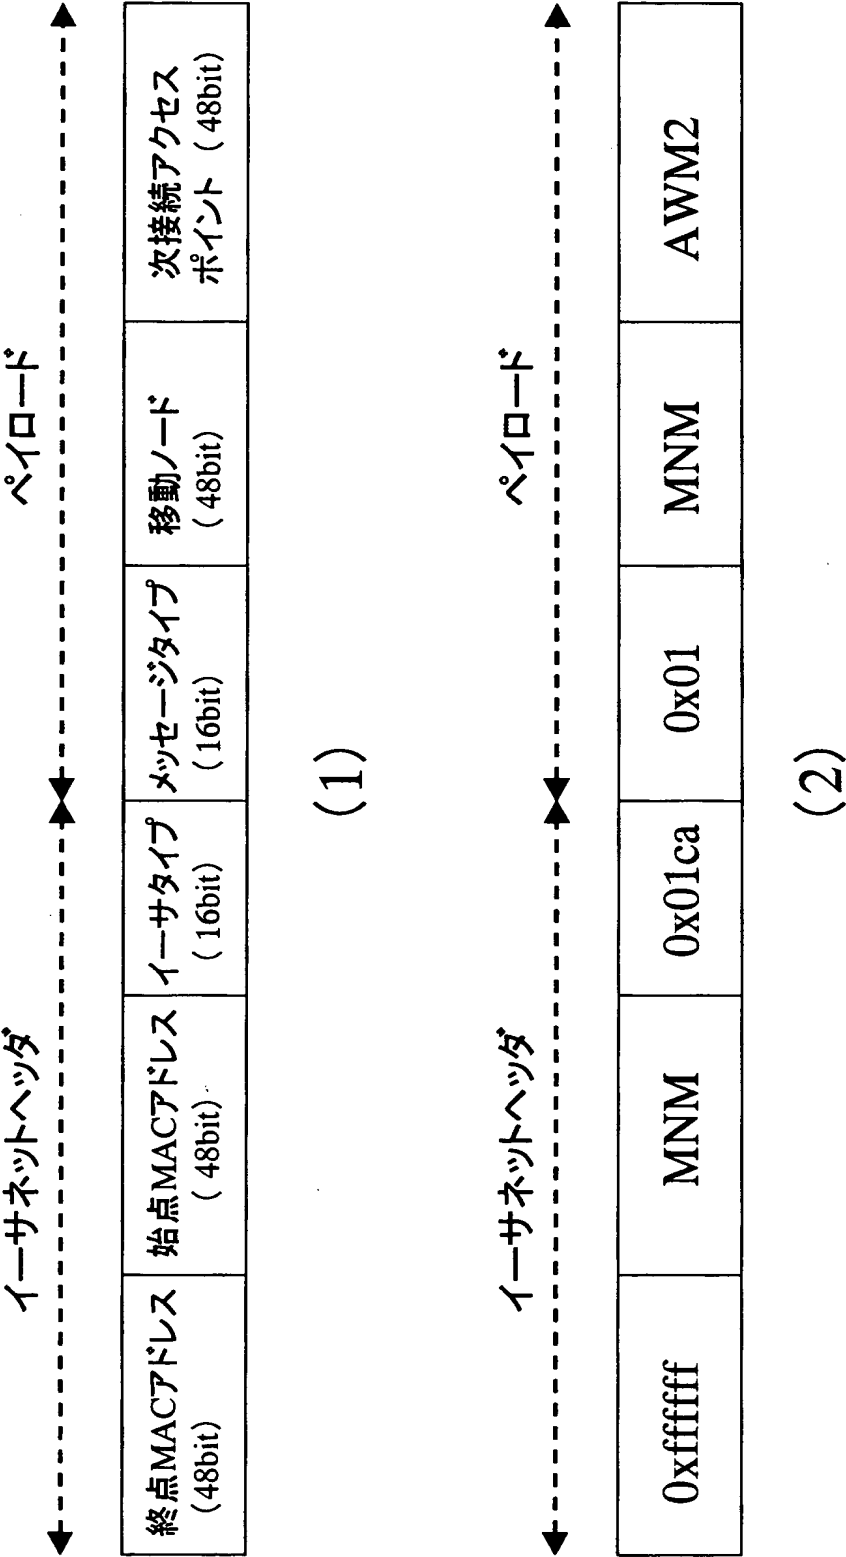 イーサネットヘッダ
ペイロード
終点MACアドレス
(48bit)
始点MACアドレス
(48bit)
イーサタイプ
(16bit)
メッセージタイプ
(16bit)
移動ノード
(48bit)
次接続アクセス
ポイント (48bit)
(1)
イーサネットヘッダ
ペイロード
0xffffff
MNM
0x01ca
0x01
MNM
AWM2
(2)